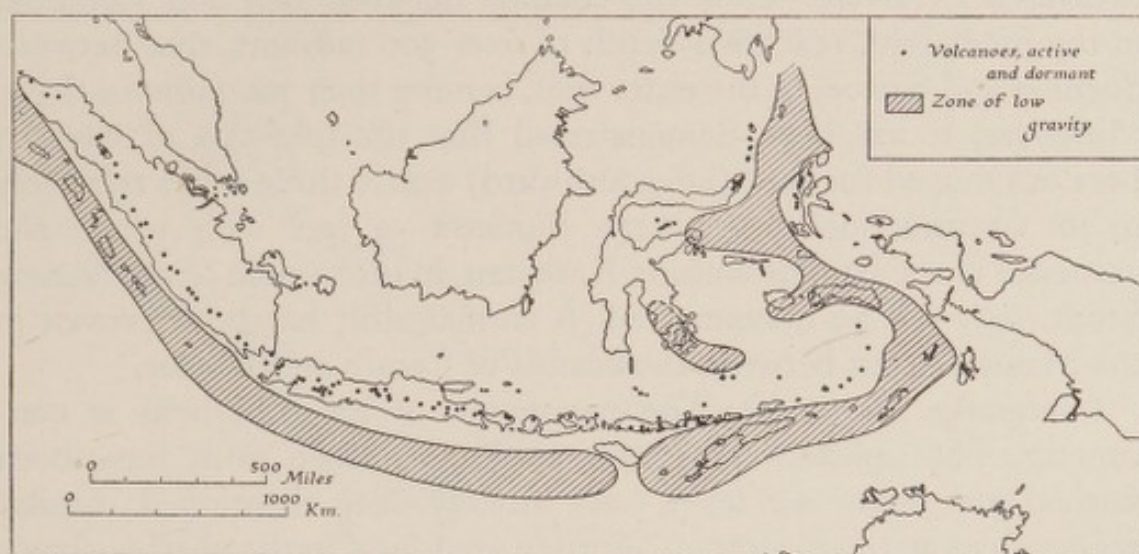 Volcanoes, active
and dormant
Zone of low
gravity
0 500 Miles
0 1000 Km.